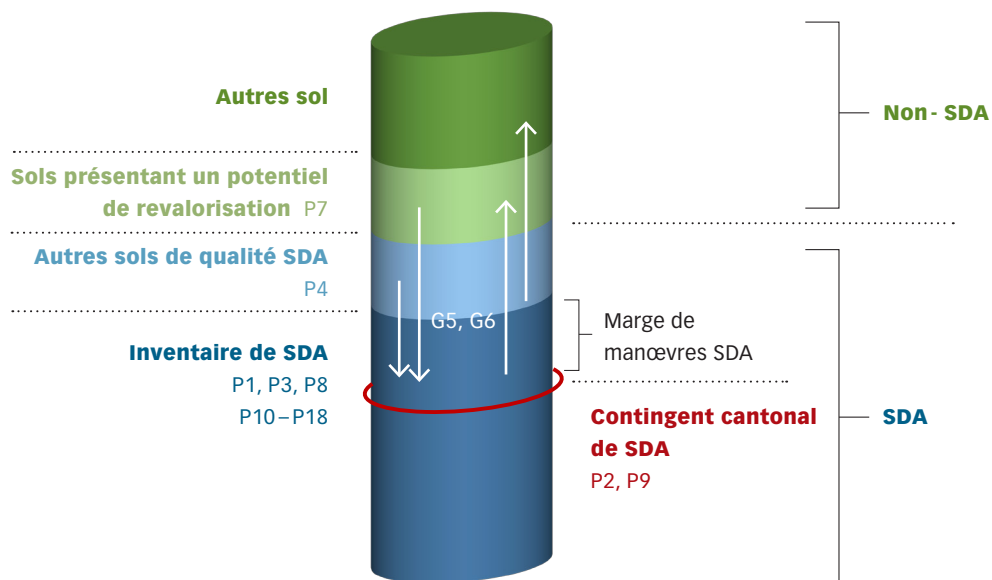 Autres sol
Non- SDA
Sols présentant un potentiel
de revalorisation P7
Autres sols de qualité SDA
P4
G5, G6
Marge de
manœuvres SDA
Inventaire de SDA
P1, P3, P8
P10–P18
Contingent cantonal
de SDA
P2, P9
SDA